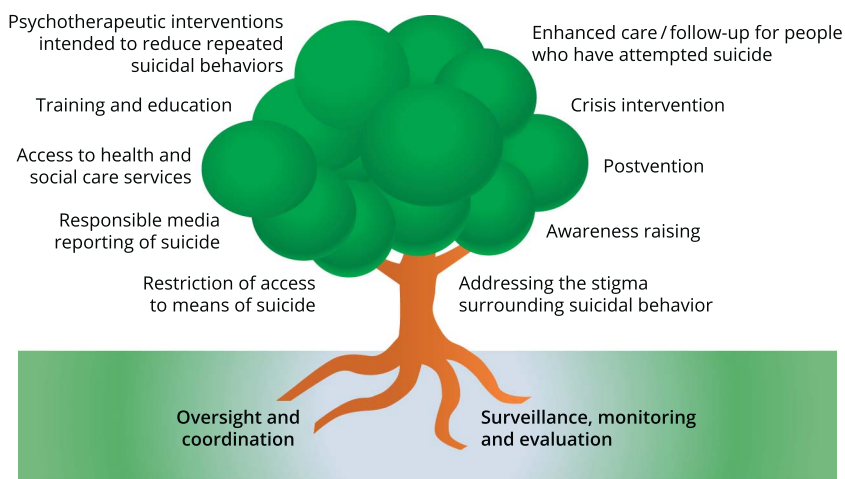 Psychotherapeutic interventions
intended to reduce repeated
suicidal behaviors
Training and education
Access to health and
social care services
Responsible media
reporting of suicide
Restriction of access
to means of suicide
Enhanced care / follow-up for people
who have attempted suicide
Crisis intervention
Postvention
Awareness raising
Addressing the stigma
surrounding suicidal behavior
Oversight and
coordination
Surveillance, monitoring
and evaluation